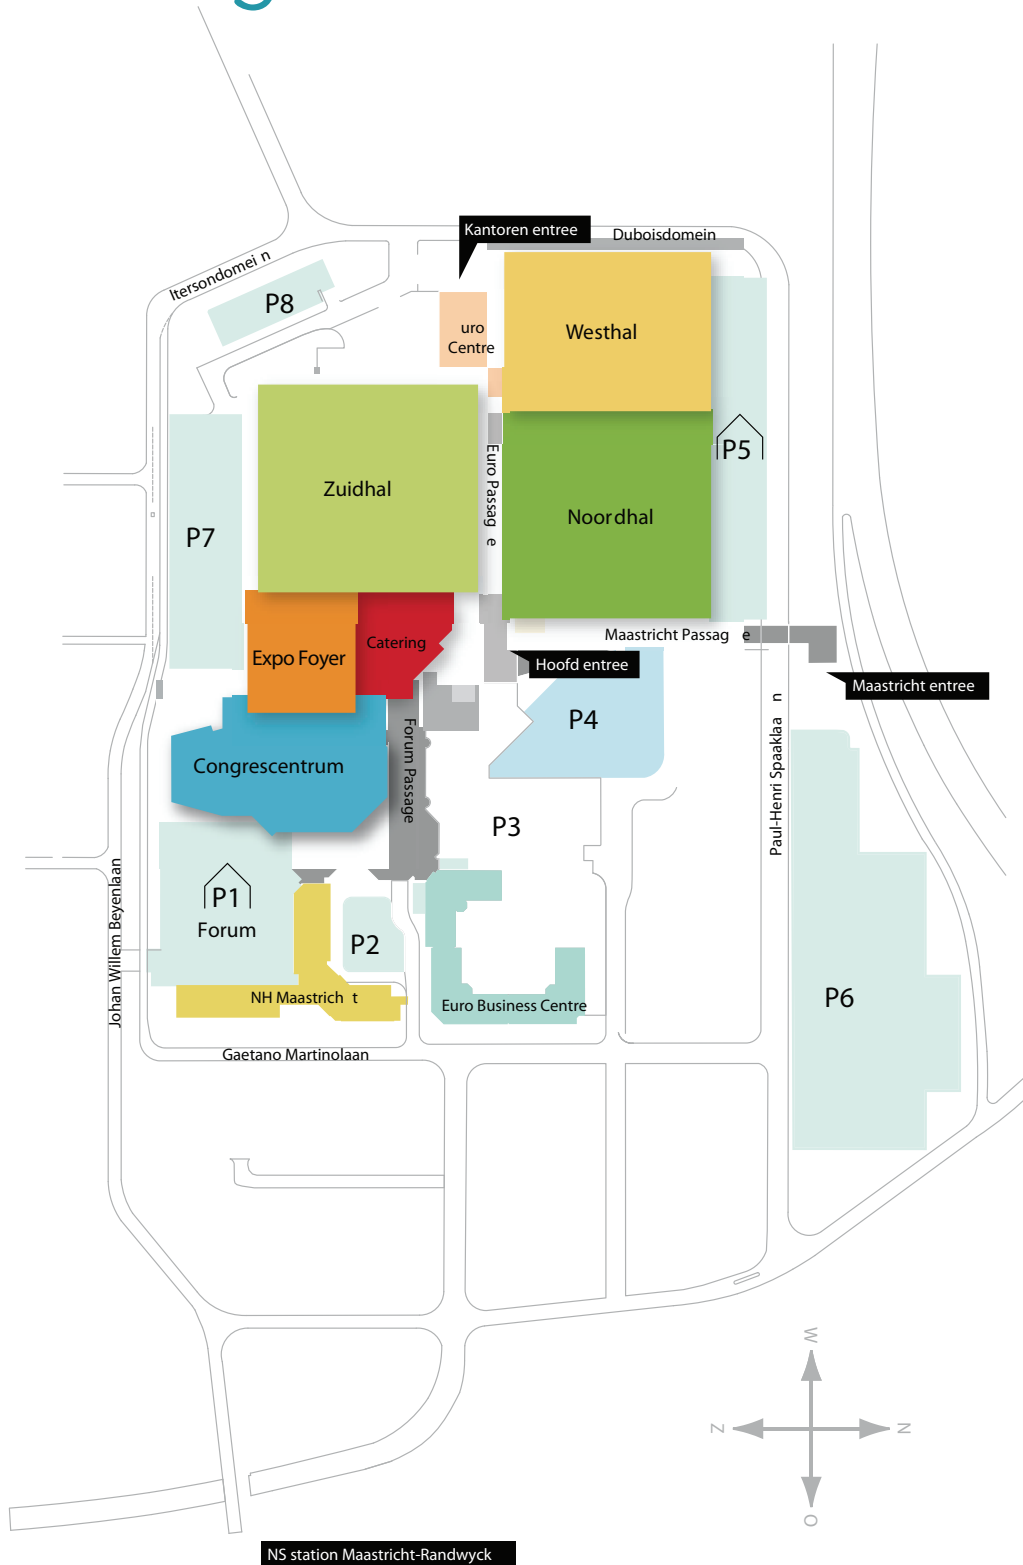 Kantoren entree
Duboisdomein
Itersondomei n
P8
uro
Centre
Westhal
Zuidhal
Euro Passag e
Noordhal
P5
P7
Maastricht Passag e
Expo Foyer
Catering
Hoofd entree
Maastricht entree
P4
Paul-Henri Spaaklaa n
Forum Passage
Congrescentrum
P3
Johan Willem Beyenlaan
P1
Forum
P2
NH Maastrich t
Euro Business Centre
P6
Gaetano Martinolaan
W
Z
N
O
NS station Maastricht-Randwyck